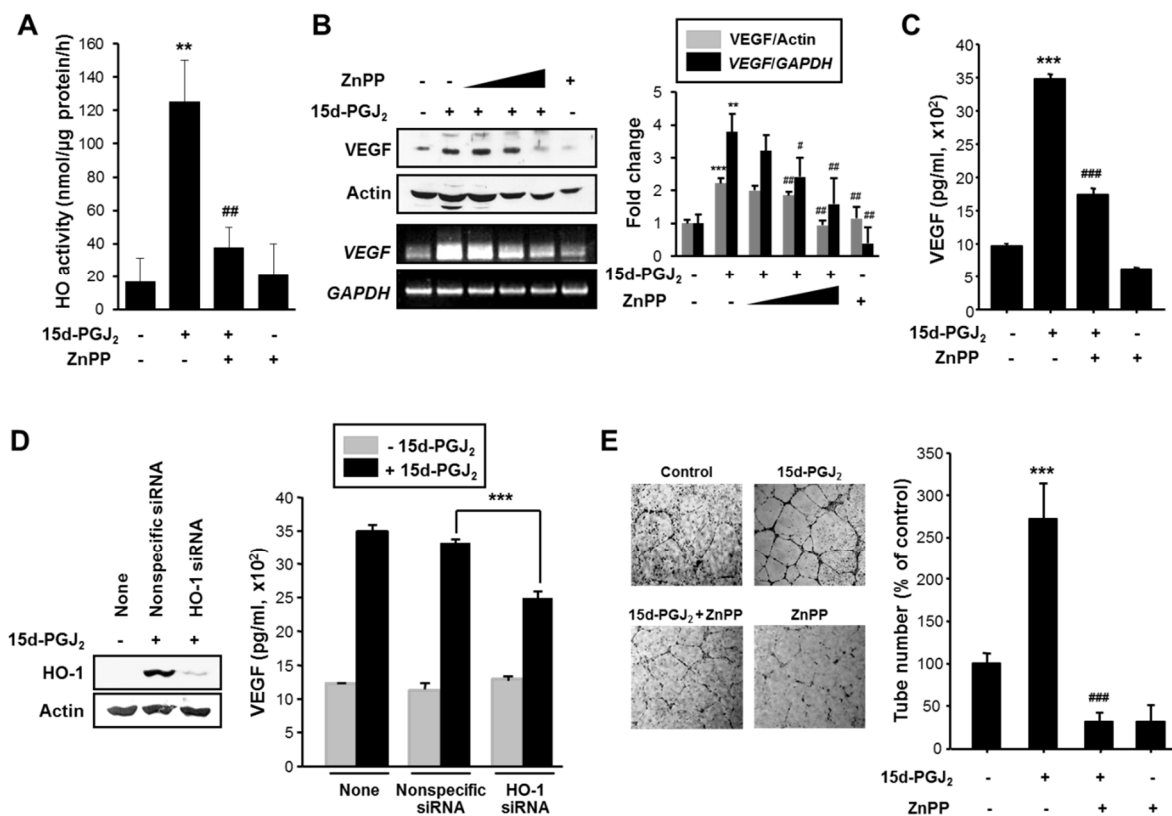 A
HO activity (nmol/μg protein/h)
160
140
120
100
80
60
40
20
0
**
##
15d-PGJ2 - + + -
ZnPP - - + +
B
ZnPP - - +
15d-PGJ2 - + + + + -
VEGF
Actin
VEGF
GAPDH
VEGF/Actin
VEGF/GAPDH
Fold change
5
4
3
2
1
0
*** ** ## # ## ## ## ##
15d-PGJ2 - + + + + -
ZnPP - - +
C
VEGF (pg/ml, x10²)
40
35
30
25
20
15
10
5
0
***
###
15d-PGJ2 - + + -
ZnPP - - + +
D
None
Nonspecific siRNA
HO-1 siRNA
15d-PGJ2 - + +
HO-1
Actin
- 15d-PGJ2
+ 15d-PGJ2
VEGF (pg/ml, x10²)
40
35
30
25
20
15
10
5
0
***
None Nonspecific HO-1
siRNA siRNA
E
Control 15d-PGJ2
15d-PGJ2 + ZnPP ZnPP
Tube number (% of control)
350
300
250
200
150
100
50
0
***
###
15d-PGJ2 - + + -
ZnPP - - + +